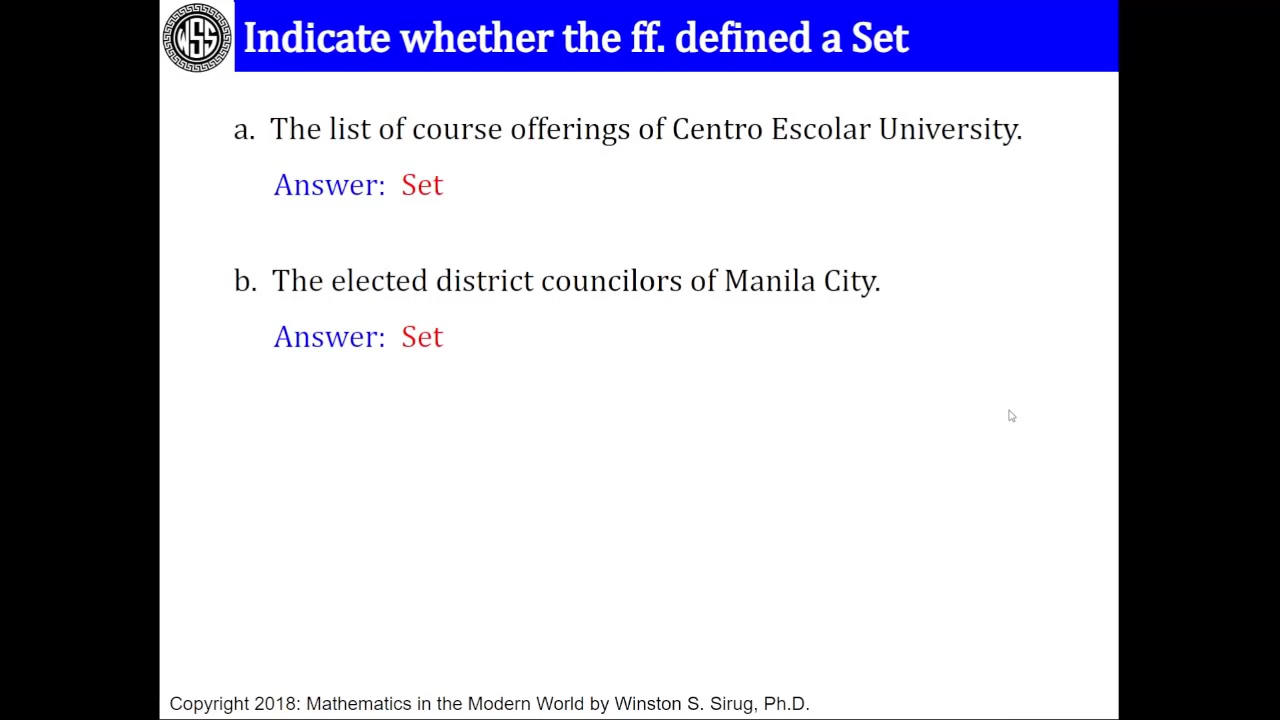 WSS
Indicate whether the ff. defined a Set
a. The list of course offerings of Centro Escolar University.
Answer: Set
b. The elected district councilors of Manila City.
Answer: Set
Copyright 2018: Mathematics in the Modern World by Winston S. Sirug, Ph.D.